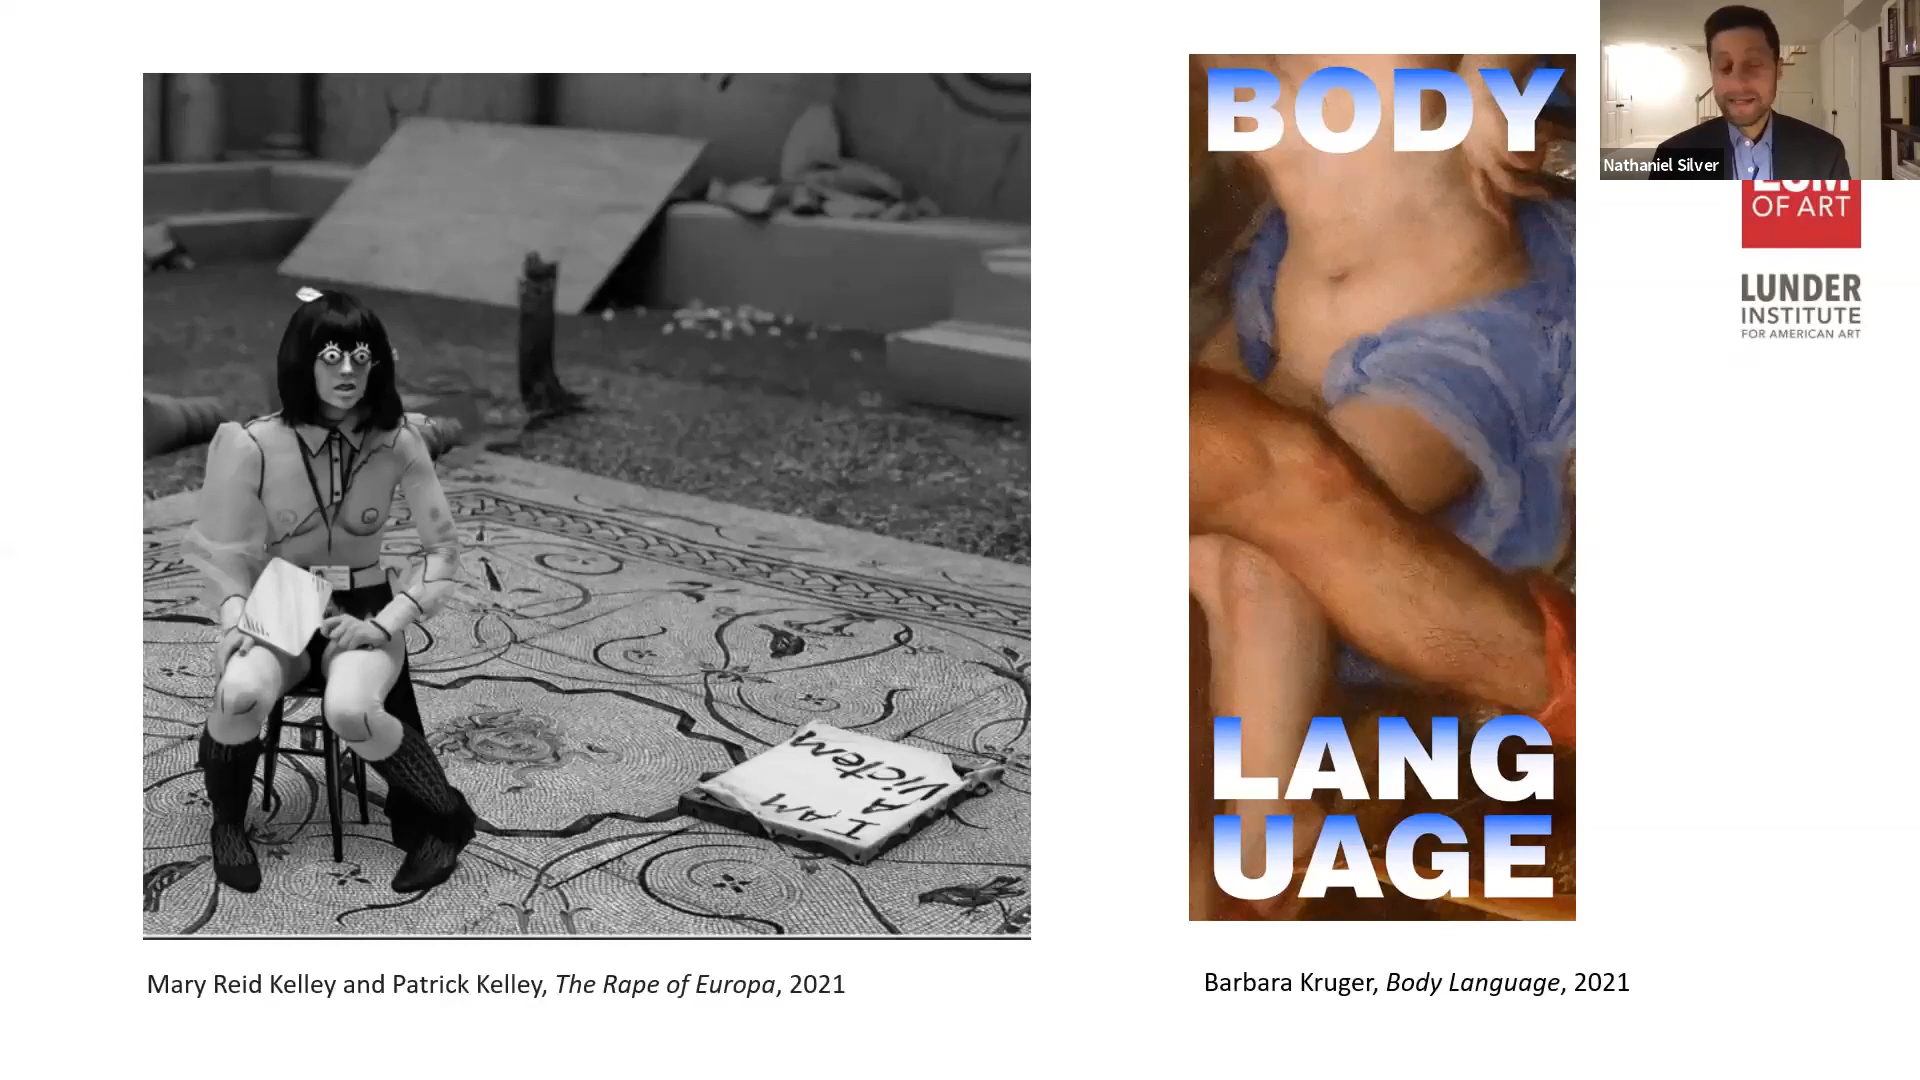 BODY
LANG
UAGE
I AM
A
Victem
Mary Reid Kelley and Patrick Kelley, The Rape of Europa, 2021
Barbara Kruger, Body Language, 2021
Nathaniel Silver
OF ART
LUNDER
INSTITUTE
FOR AMERICAN ART